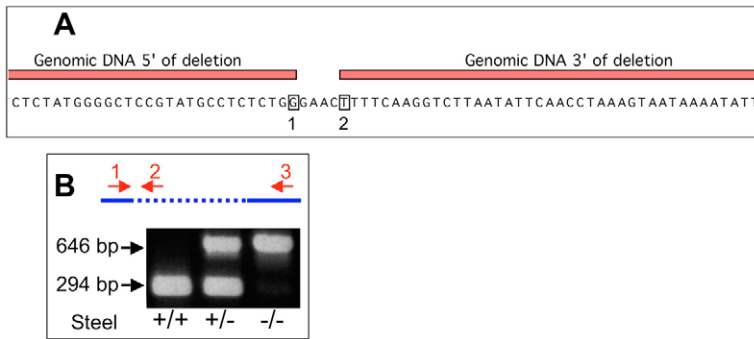 A
Genomic DNA 5' of deletion
Genomic DNA 3' of deletion
CTCTATGGGGCTCCGTATGCCTCTCTGGGAACTTTTCAAGGTCTTAATATTCAACCTAAAGTAATAAAATATT
1
2
B
1
2
3
646 bp
294 bp
Steel
+/+
+/-
-/-